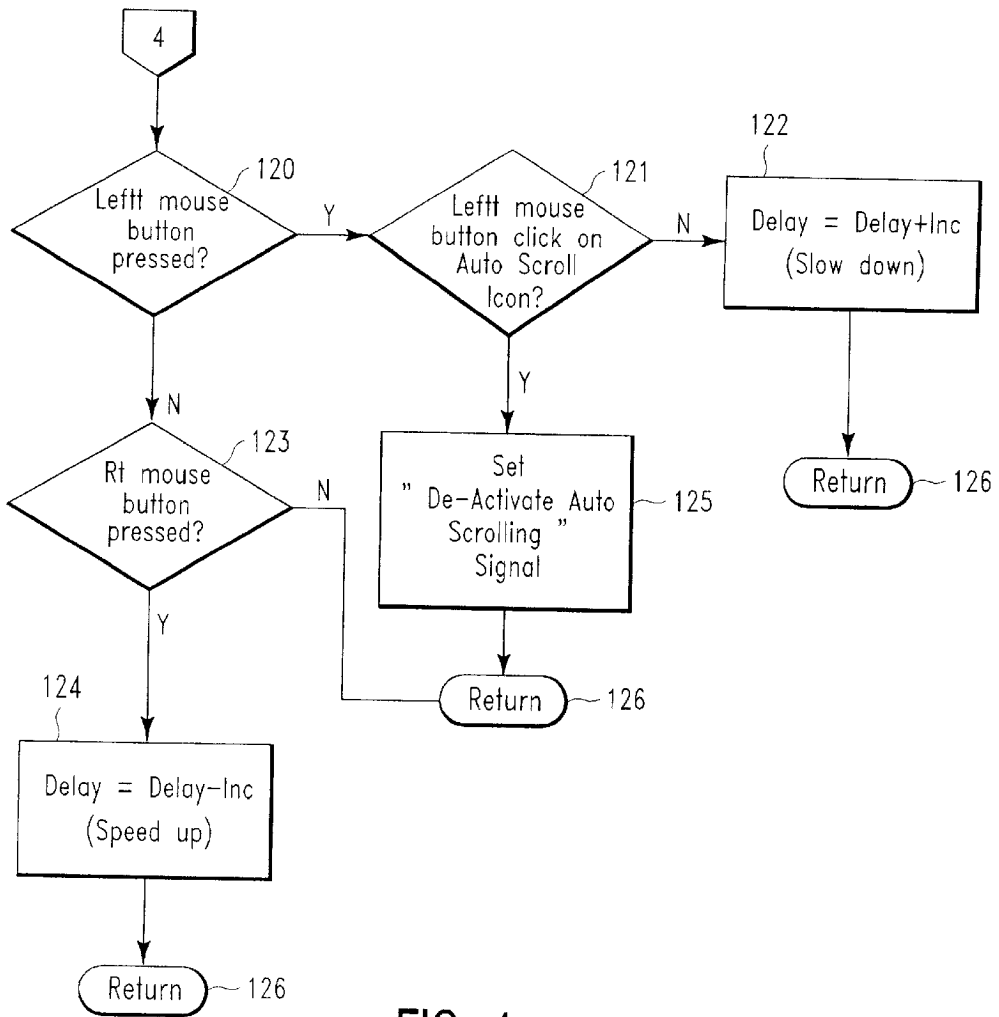 4
120
Leftt mouse
button
pressed?
Y
121
Leftt mouse
button click on
Auto Scroll
Icon?
N
122
Delay = Delay+Inc
(Slow down)
Return
126
N
Y
123
Rt mouse
button
pressed?
N
Set
" De-Activate Auto
Scrolling "
Signal
125
Y
Return
126
124
Delay = Delay-Inc
(Speed up)
Return
126